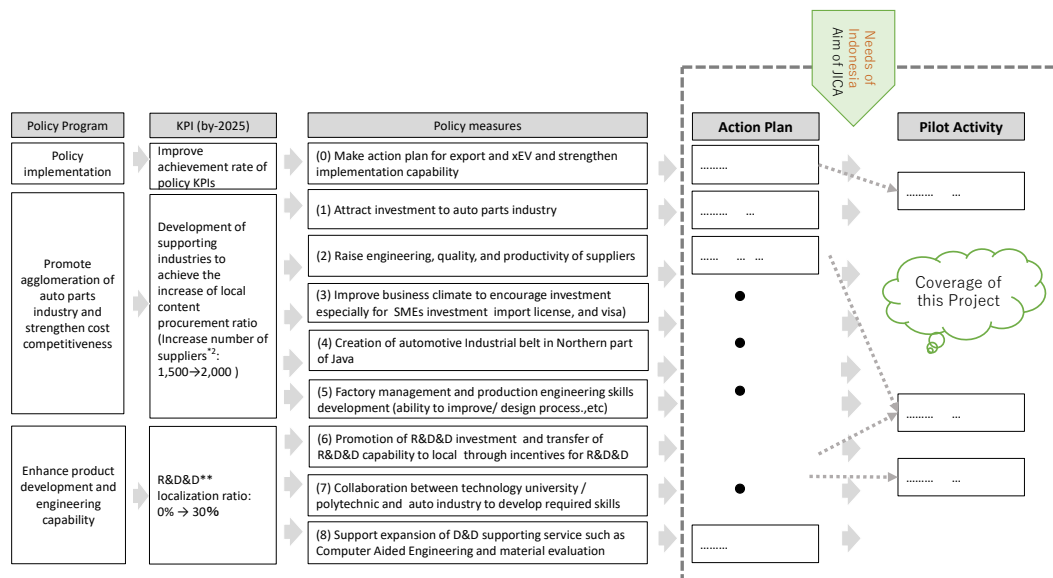 Needs of
Indonesia
Aim of JICA
Policy Program
KPI (by-2025)
Policy measures
Action Plan
Pilot Activity
Policy
implementation
Improve
achievement rate of
policy KPIs
(0) Make action plan for export and xEV and strengthen
implementation capability
.........
......... ...
Promote
agglomeration of
auto parts
industry and
strengthen cost
competitiveness
Development of
supporting
industries to
achieve the
increase of local
content
procurement ratio
(Increase number of
suppliers*2:
1,500→2,000 )
(1) Attract investment to auto parts industry
......... ...
(2) Raise engineering, quality, and productivity of suppliers
...... ... ...
(3) Improve business climate to encourage investment
especially for SMEs investment import license, and visa)
(4) Creation of automotive Industrial belt in Northern part
of Java
(5) Factory management and production engineering skills
development (ability to improve/ design process.,etc)
Coverage of
this Project
......... ...
Enhance product
development and
engineering
capability
R&D&D**
localization ratio:
0% → 30%
(6) Promotion of R&D&D investment and transfer of
R&D&D capability to local through incentives for R&D&D
(7) Collaboration between technology university /
polytechnic and auto industry to develop required skills
(8) Support expansion of D&D supporting service such as
Computer Aided Engineering and material evaluation
.........
......... ...